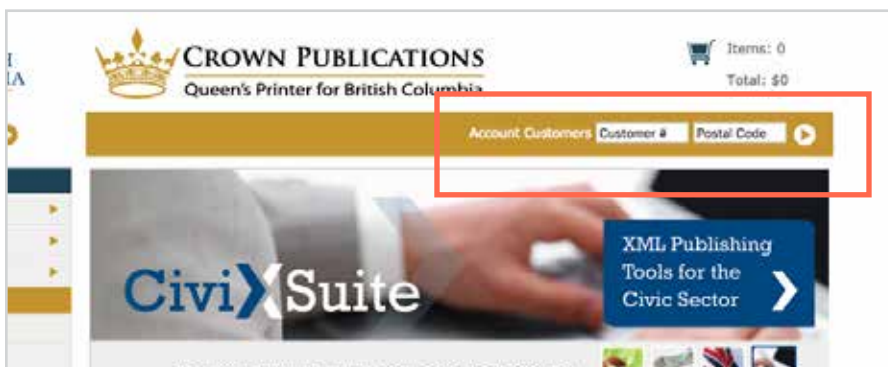 CROWN PUBLICATIONS
Queen's Printer for British Columbia
Items: 0
Total: $0
Account Customers
Customer #
Postal Code
CiviXSuite
XML Publishing
Tools for the
Civic Sector